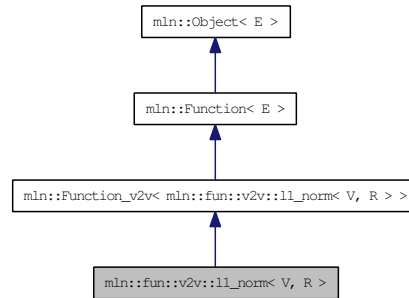 mln::Object< E >
mln::Function< E >
mln::Function_v2v< mln::fun::v2v::l1_norm< V, R > >
mln::fun::v2v::l1_norm< V, R >